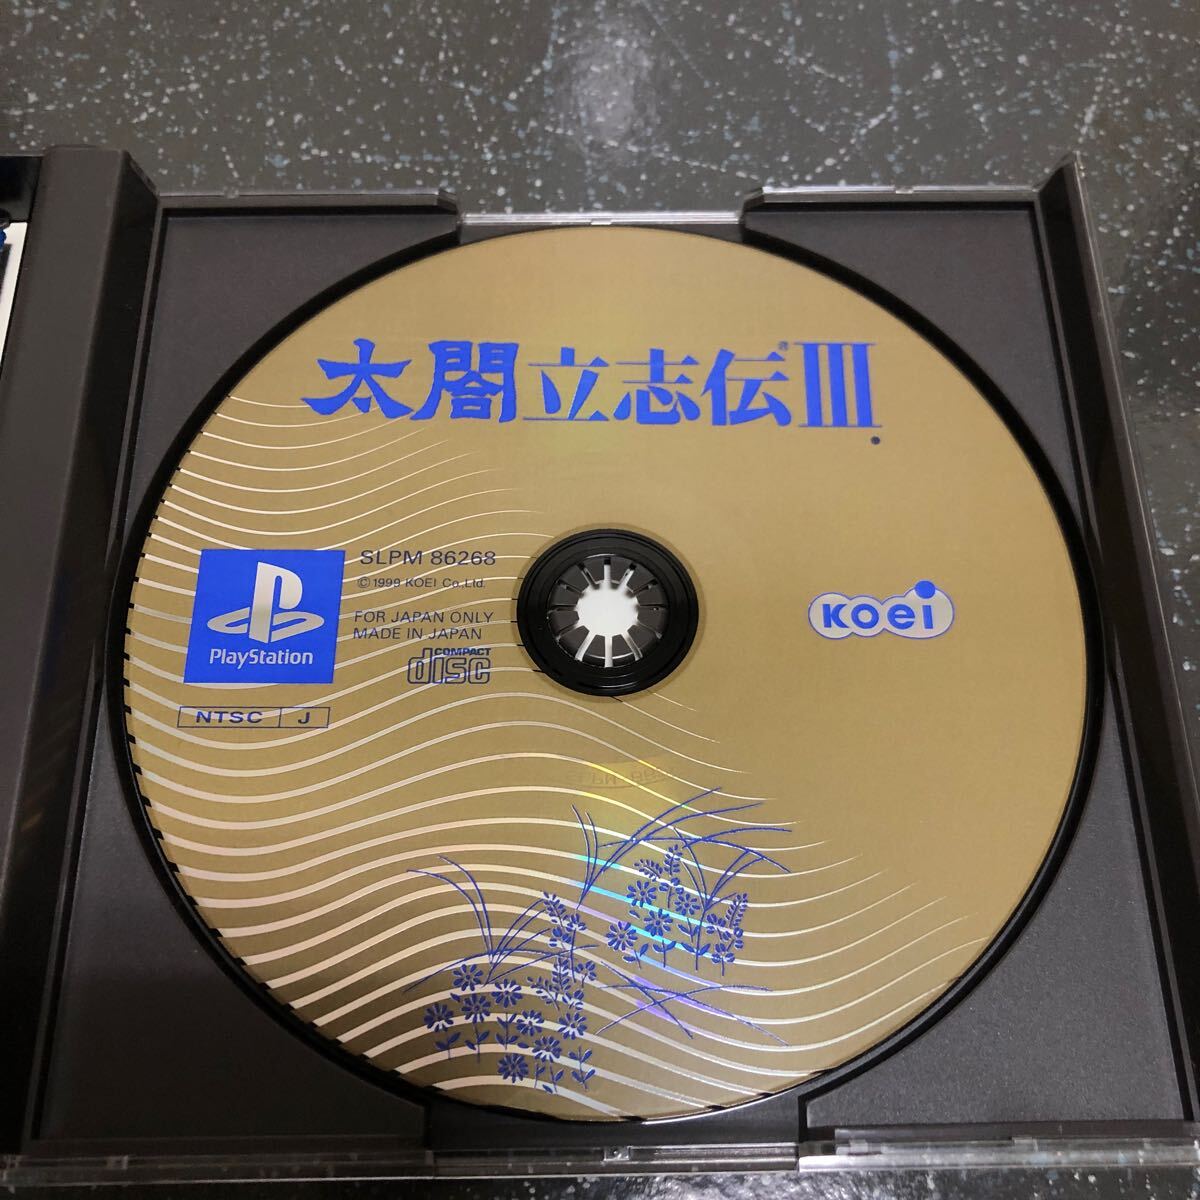 太閤立志伝III
SLPM 86268
©1999 KOEI Co., Ltd.
FOR JAPAN ONLY
MADE IN JAPAN
COMPACT
disc
PlayStation
NTSC J
KOEI